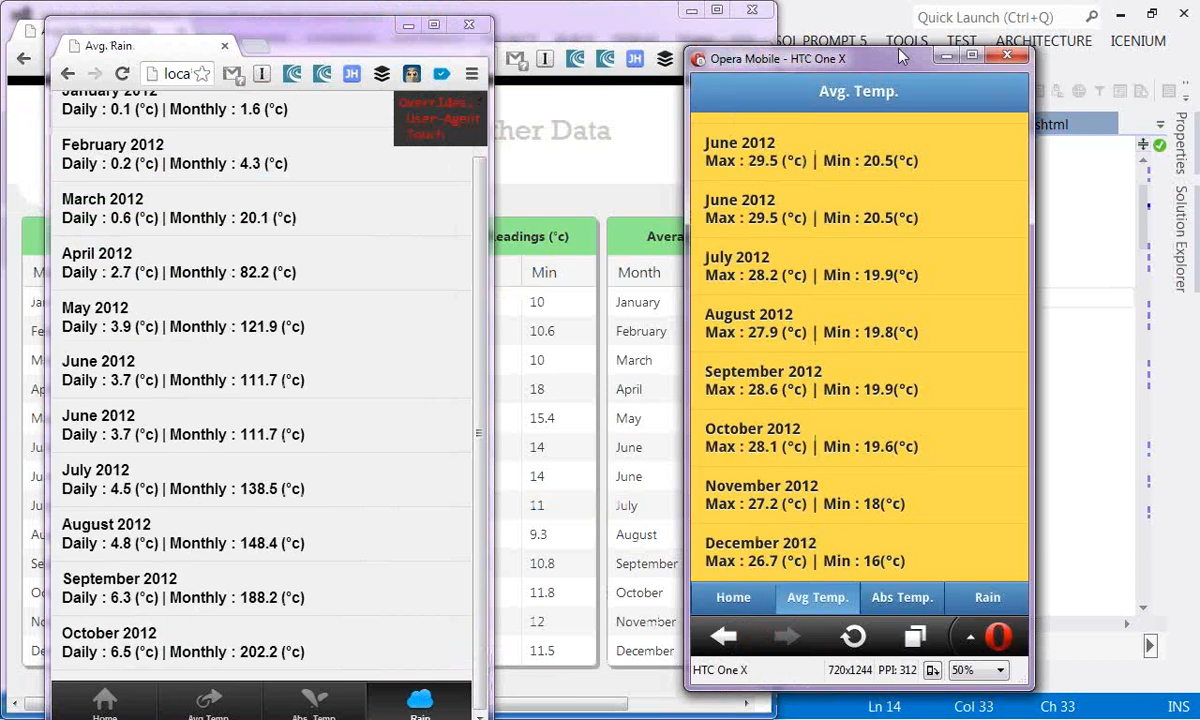 Avg. Rain.
loca
Overrides:
User-Agent
Touch
January 2012
Daily : 0.1 (°c) | Monthly : 1.6 (°c)
February 2012
Daily : 0.2 (°c) | Monthly : 4.3 (°c)
March 2012
Daily : 0.6 (°c) | Monthly : 20.1 (°c)
April 2012
Daily : 2.7 (°c) | Monthly : 82.2 (°c)
May 2012
Daily : 3.9 (°c) | Monthly : 121.9 (°c)
June 2012
Daily : 3.7 (°c) | Monthly : 111.7 (°c)
June 2012
Daily : 3.7 (°c) | Monthly : 111.7 (°c)
July 2012
Daily : 4.5 (°c) | Monthly : 138.5 (°c)
August 2012
Daily : 4.8 (°c) | Monthly : 148.4 (°c)
September 2012
Daily : 6.3 (°c) | Monthly : 188.2 (°c)
October 2012
Daily : 6.5 (°c) | Monthly : 202.2 (°c)
Home Avg Temp. Abs. Temp. Rain
ther Data
eadings (°c)
Min
10
10.6
10
18
15.4
14
14
11
9.3
10.8
11.8
12
11.5
Avera
Month
January
February
March
April
May
June
June
July
August
September
October
November
December
Opera Mobile - HTC One X
Avg. Temp.
June 2012
Max : 29.5 (°c) | Min : 20.5(°c)
June 2012
Max : 29.5 (°c) | Min : 20.5(°c)
July 2012
Max : 28.2 (°c) | Min : 19.9(°c)
August 2012
Max : 27.9 (°c) | Min : 19.8(°c)
September 2012
Max : 28.6 (°c) | Min : 19.9(°c)
October 2012
Max : 28.1 (°c) | Min : 19.6(°c)
November 2012
Max : 27.2 (°c) | Min : 18(°c)
December 2012
Max : 26.7 (°c) | Min : 16(°c)
Home Avg Temp. Abs Temp. Rain
HTC One X 720x1244 PPI: 312 50%
Quick Launch (Ctrl+Q)
SQL PROMPT 5 TOOLS TEST ARCHITECTURE ICENIUM
shtml
Properties
Solution Explorer
Ln 14 Col 33 Ch 33 INS